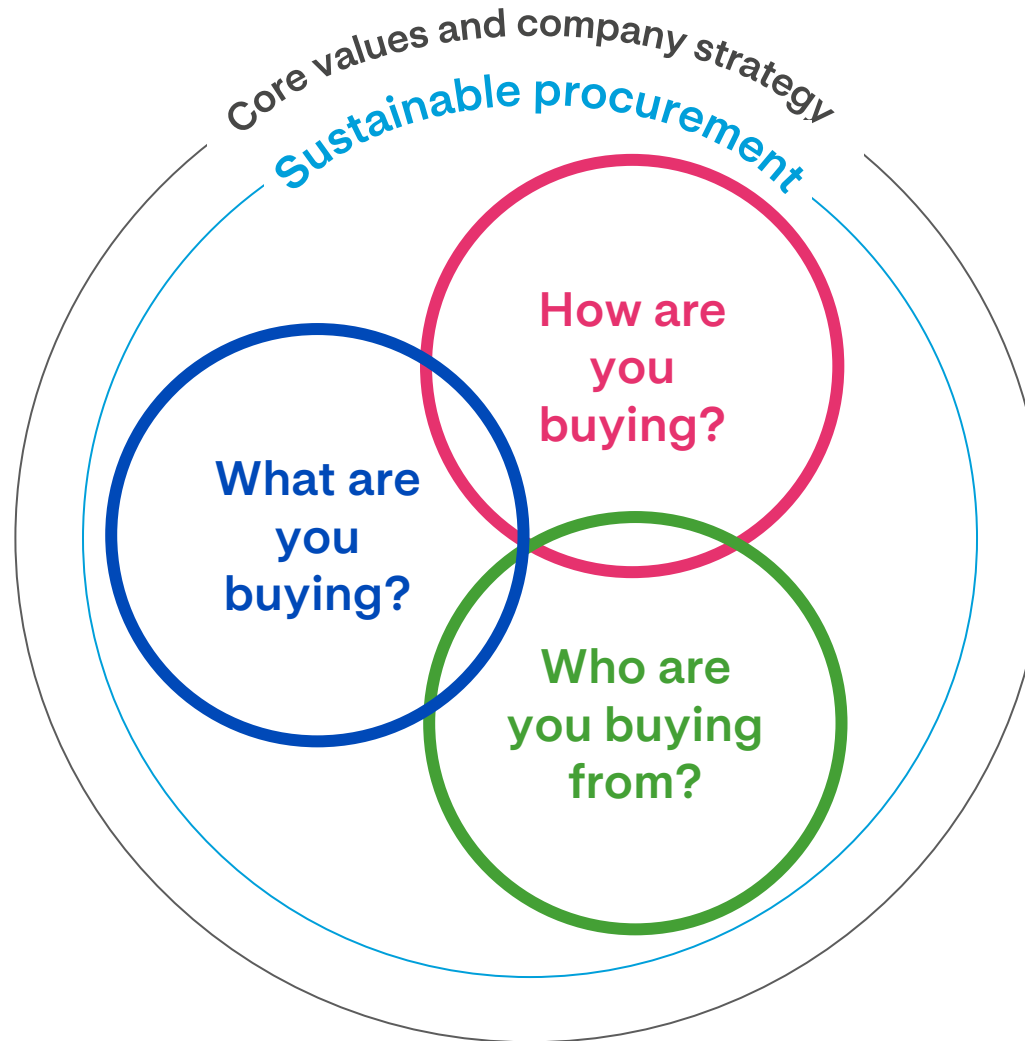 Core values and company strategy
Sustainable procurement
How are
you
buying?
What are
you
buying?
Who are
you buying
from?